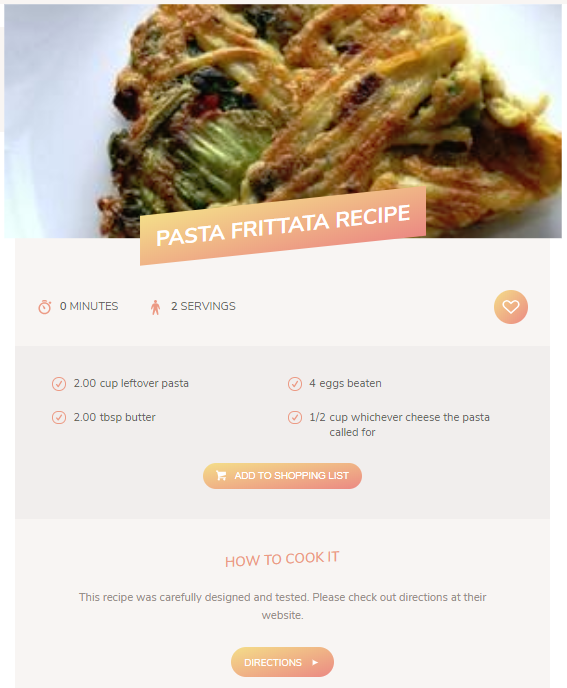 PASTA FRITTATA RECIPE
0 MINUTES
2 SERVINGS
2.00 cup leftover pasta
4 eggs beaten
2.00 tbsp butter
1/2 cup whichever cheese the pasta
called for
ADD TO SHOPPING LIST
HOW TO COOK IT
This recipe was carefully designed and tested. Please check out directions at their
website.
DIRECTIONS